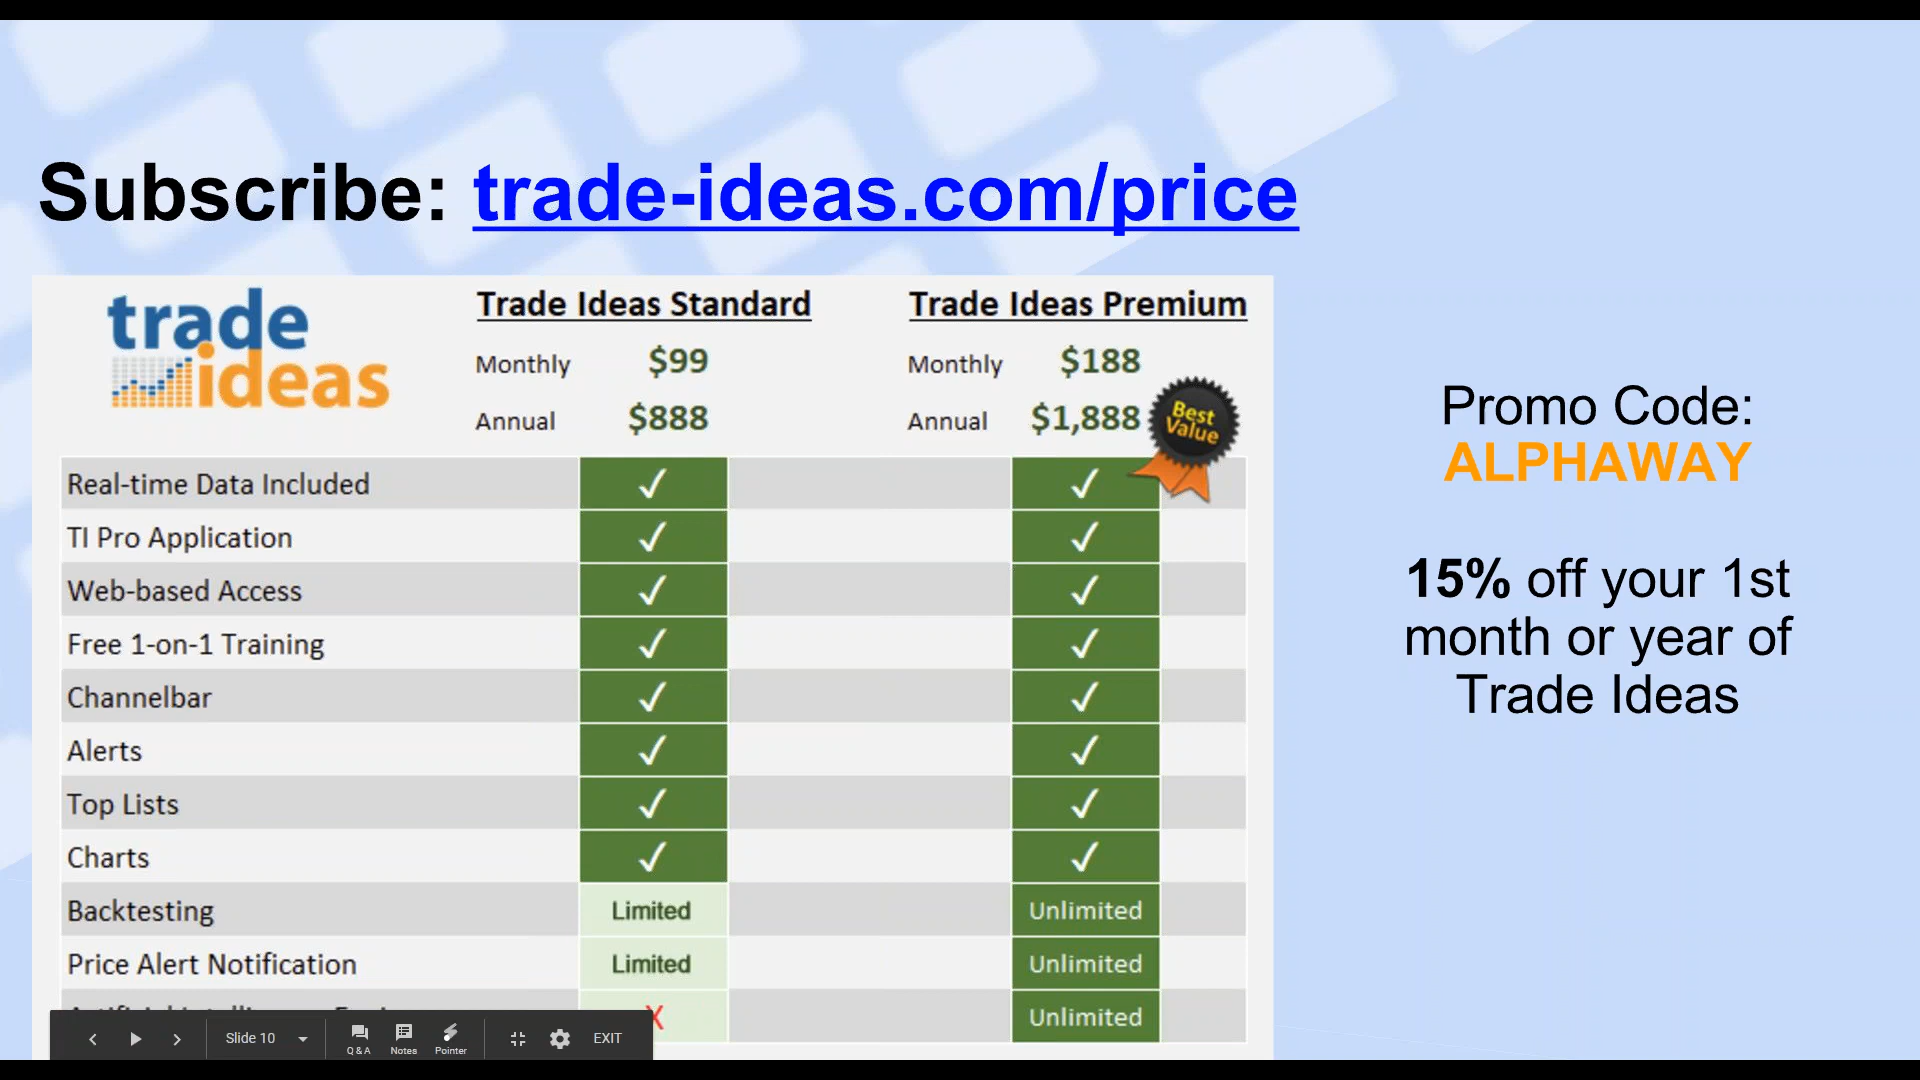 Subscribe: trade-ideas.com/price
trade
ideas
Trade Ideas Standard
Trade Ideas Premium
Monthly $99
Monthly $188
Annual $888
Annual $1,888
Best
Value
Real-time Data Included ✓ ✓
TI Pro Application ✓ ✓
Web-based Access ✓ ✓
Free 1-on-1 Training ✓ ✓
Channelbar ✓ ✓
Alerts ✓ ✓
Top Lists ✓ ✓
Charts ✓ ✓
Backtesting Limited Unlimited
Price Alert Notification Limited Unlimited
X Unlimited
Promo Code:
ALPHAWAY
15% off your 1st
month or year of
Trade Ideas
Slide 10
Q & A
Notes
Pointer
EXIT